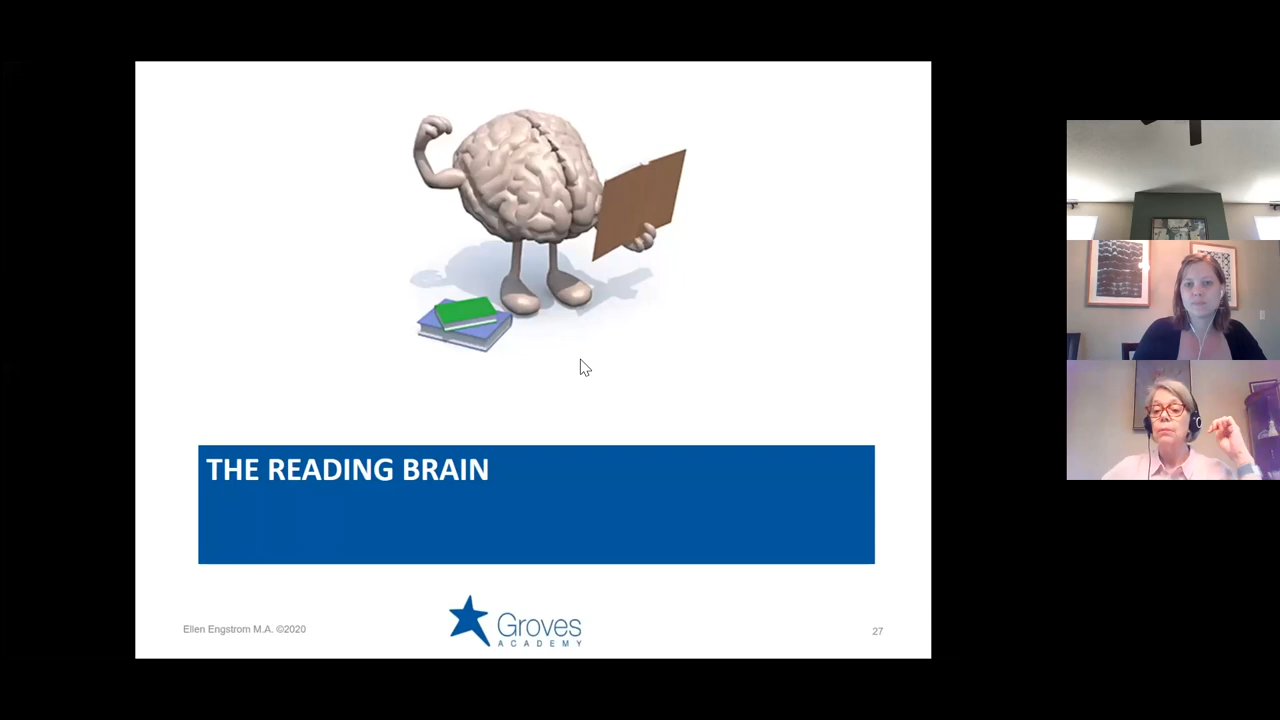 THE READING BRAIN
Ellen Engstrom M.A. ©2020
Groves
ACADEMY
27